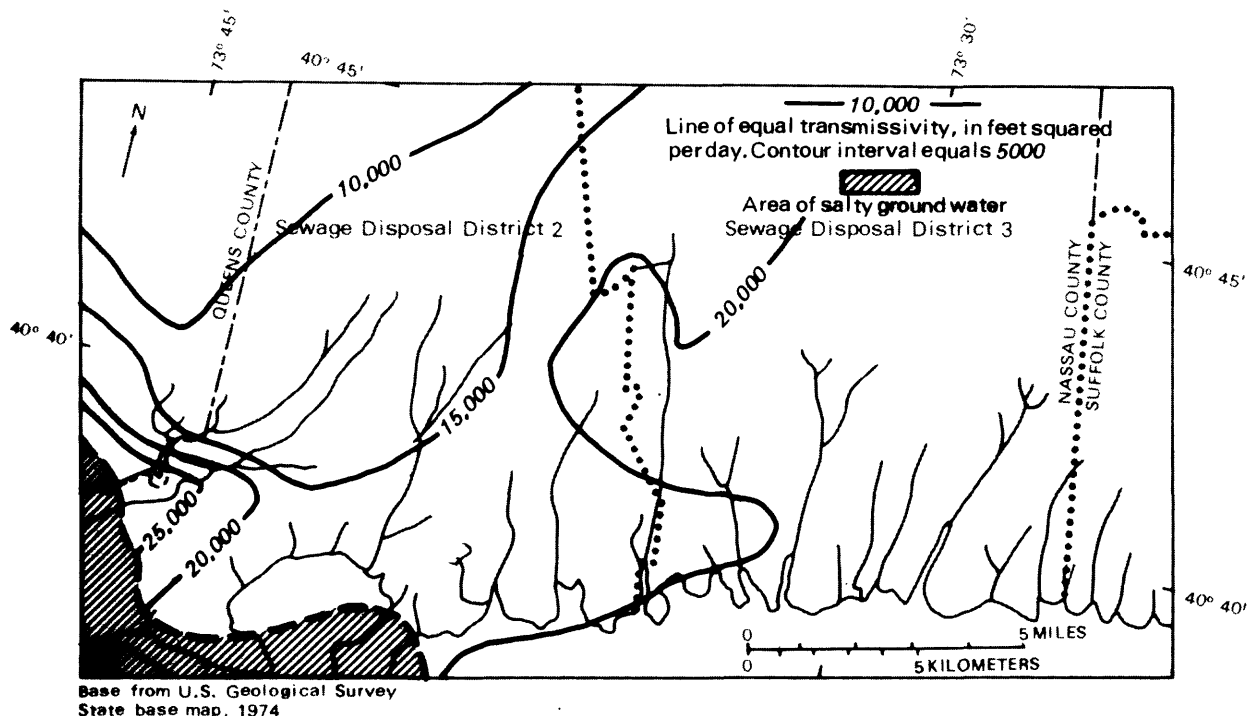 73° 45'
40° 45'
73° 30'
N
10,000
Line of equal transmissivity, in feet squared
per day. Contour interval equals 5000
Area of salty ground water
10,000
QUEENS COUNTY
Sewage Disposal District 2
Sewage Disposal District 3
20,000
40° 45'
40° 40'
NASSAU COUNTY
SUFFOLK COUNTY
15,000
25,000
20,000
40° 40'
0 5 MILES
0 5 KILOMETERS
Base from U.S. Geological Survey
State base map, 1974